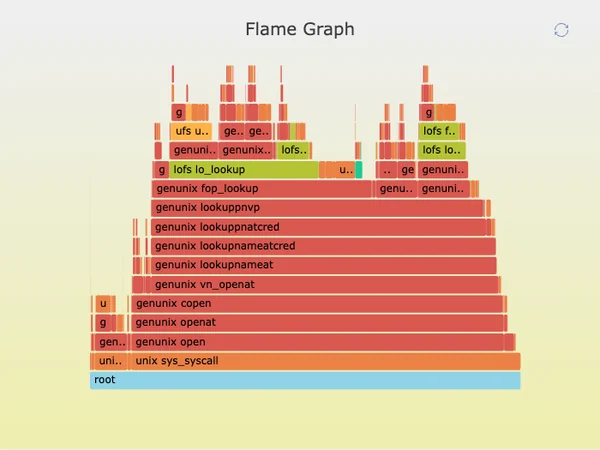 Flame Graph
g g
ufs u.. ge.. ge.. lofs f..
genuni.. genunix.. lofs.. lofs lo..
g lofs lo_lookup u.. .. ge genuni..
genunix fop_lookup genu.. genuni..
genunix lookuppnvp
genunix lookuppnatcred
genunix lookupnameatcred
genunix lookupnameat
genunix vn_openat
u genunix copen
g genunix openat
gen.. genunix open
uni.. unix sys_syscall
root